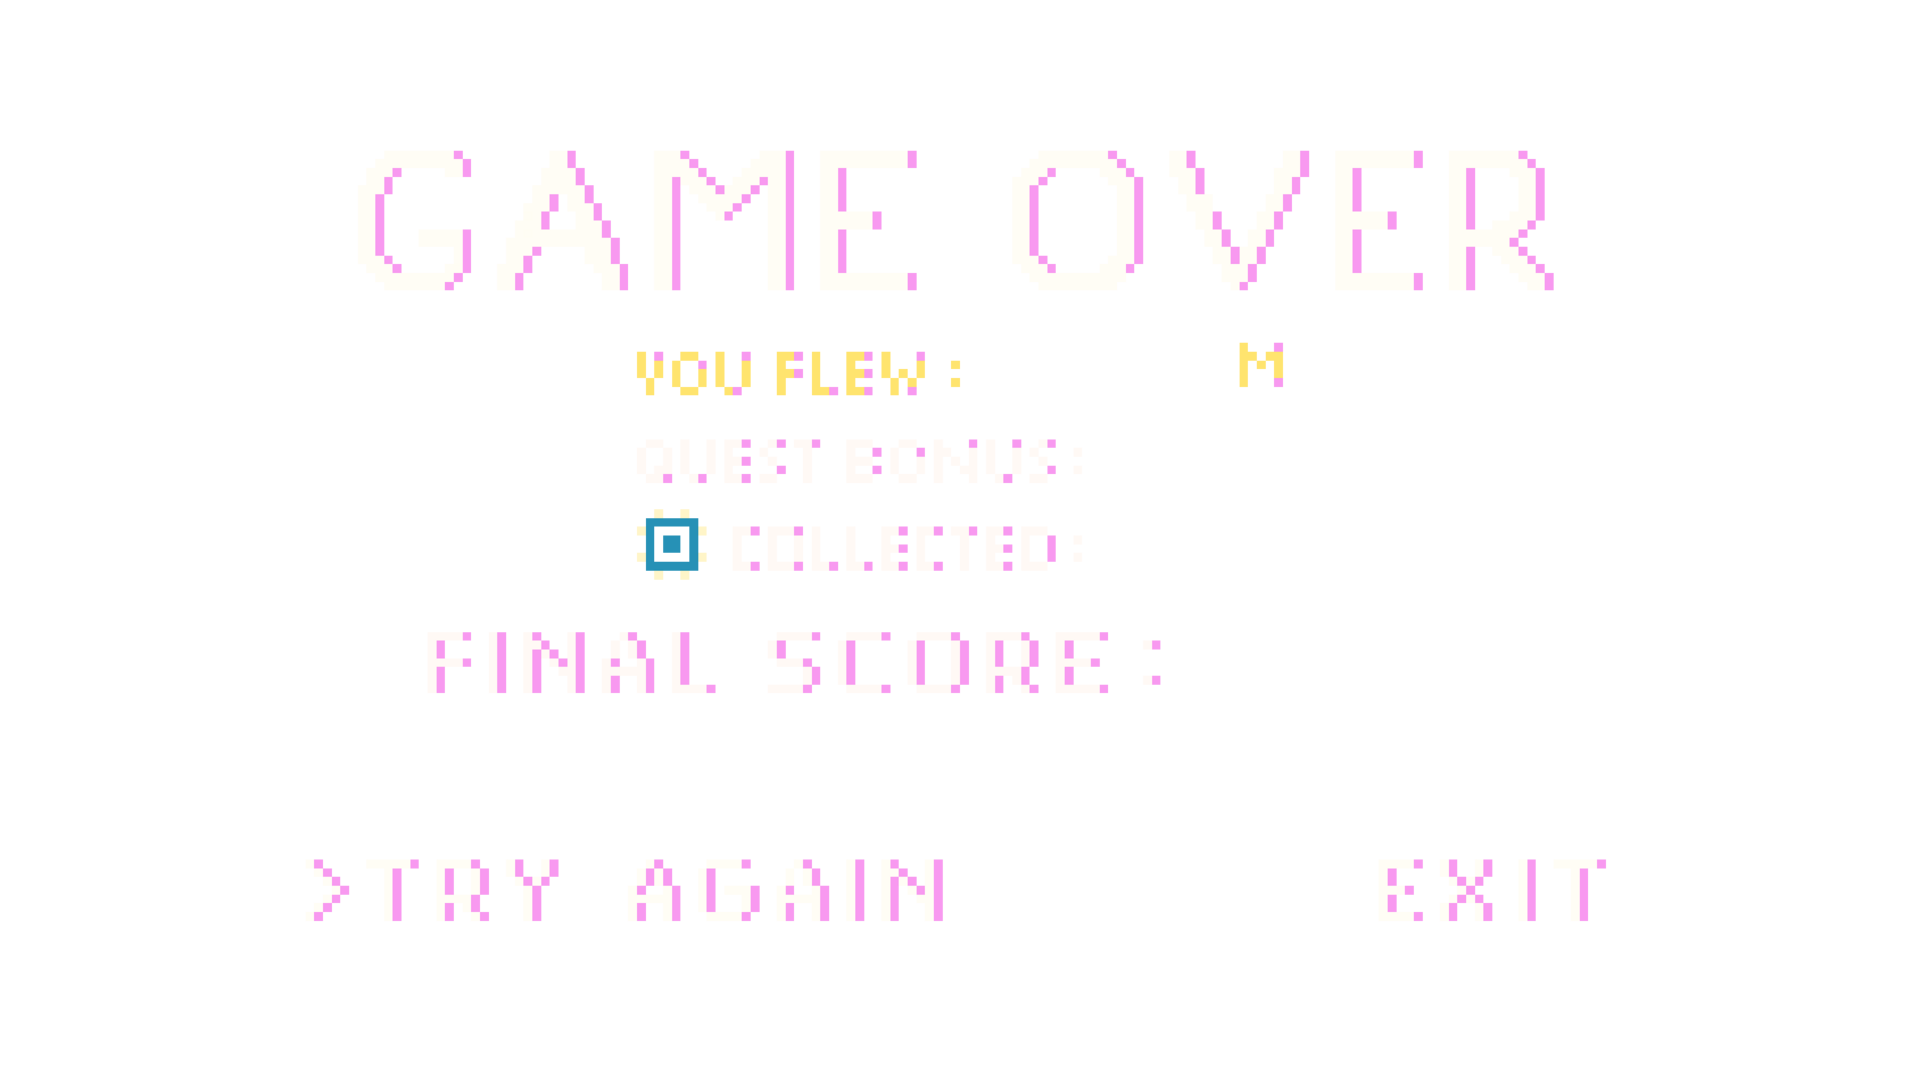 GAME OVER
YOU FLEW: M
QUEST BONUS:
COLLECTED:
FINAL SCORE:
>TRY AGAIN EXIT